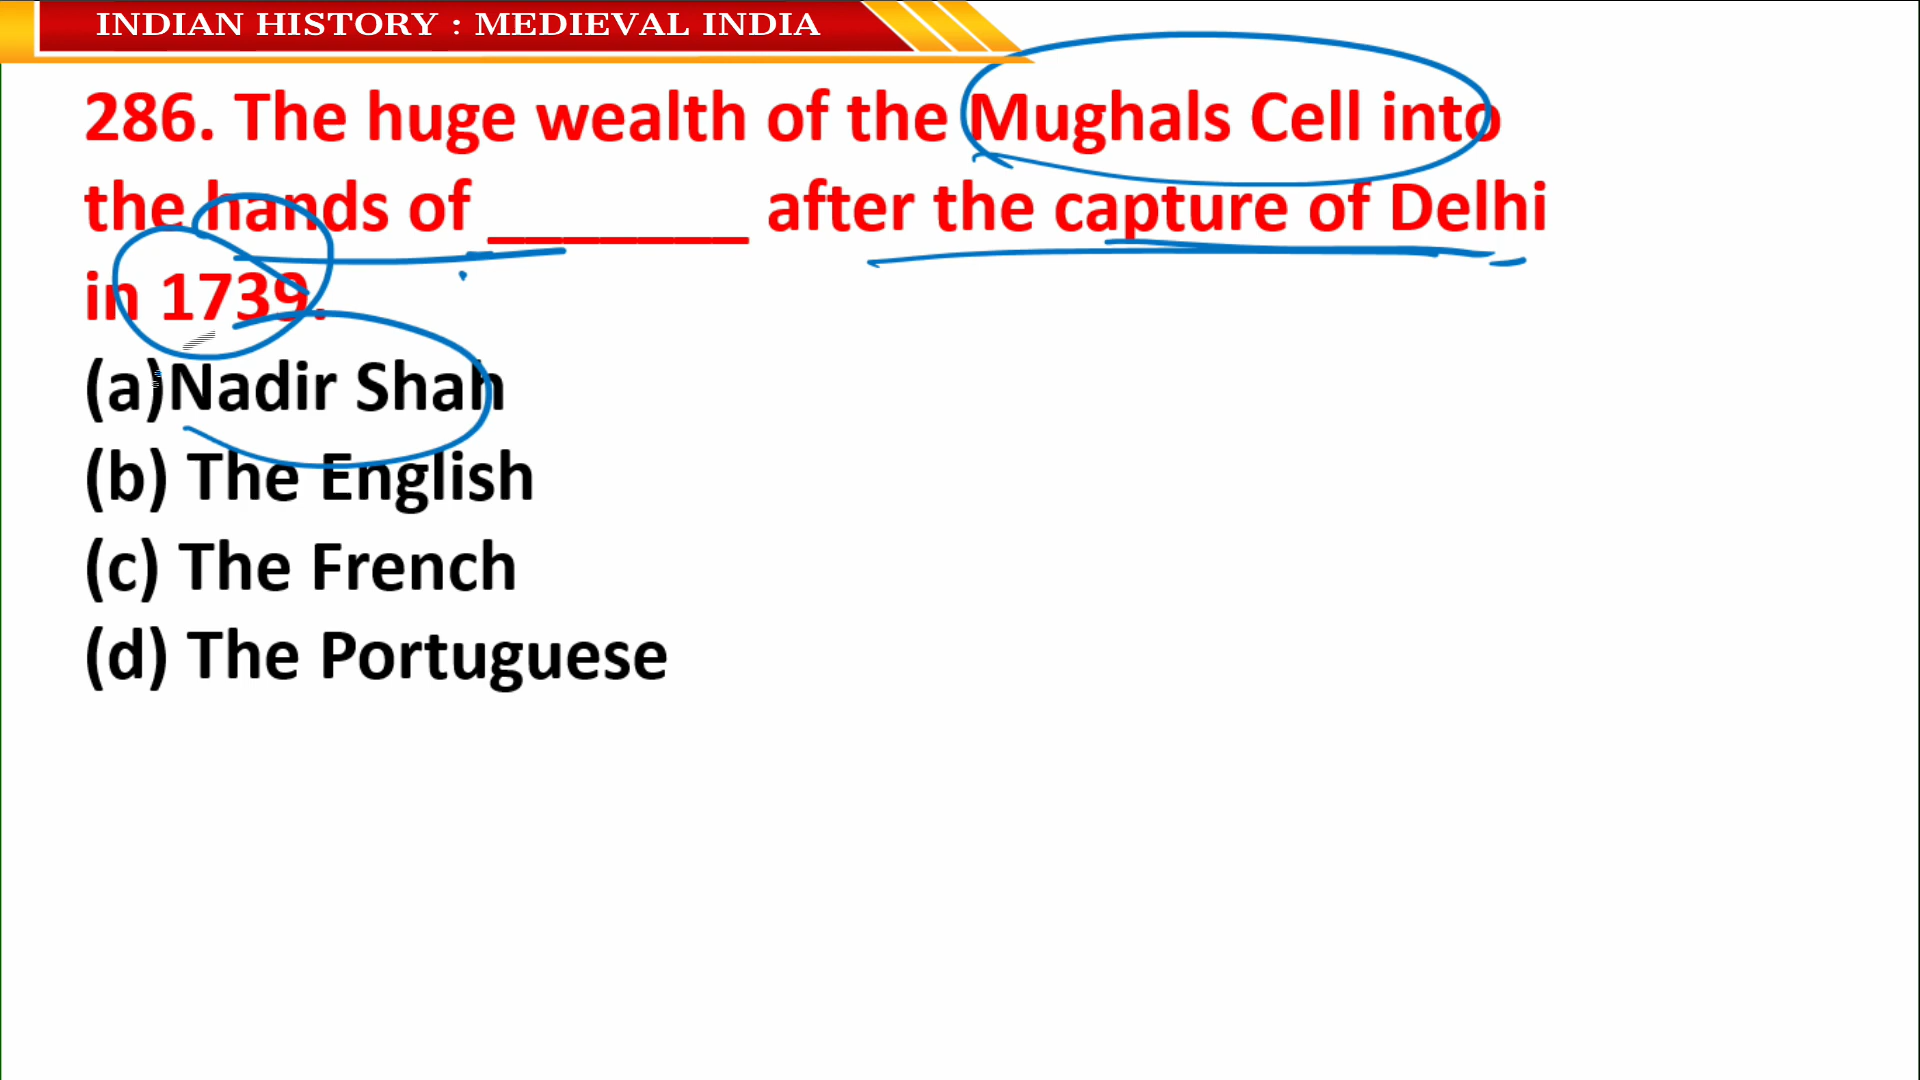 INDIAN HISTORY : MEDIEVAL INDIA
286. The huge wealth of the Mughals Cell into
the hands of _______ after the capture of Delhi
in 1739.
(a)Nadir Shah
(b) The English
(c) The French
(d) The Portuguese